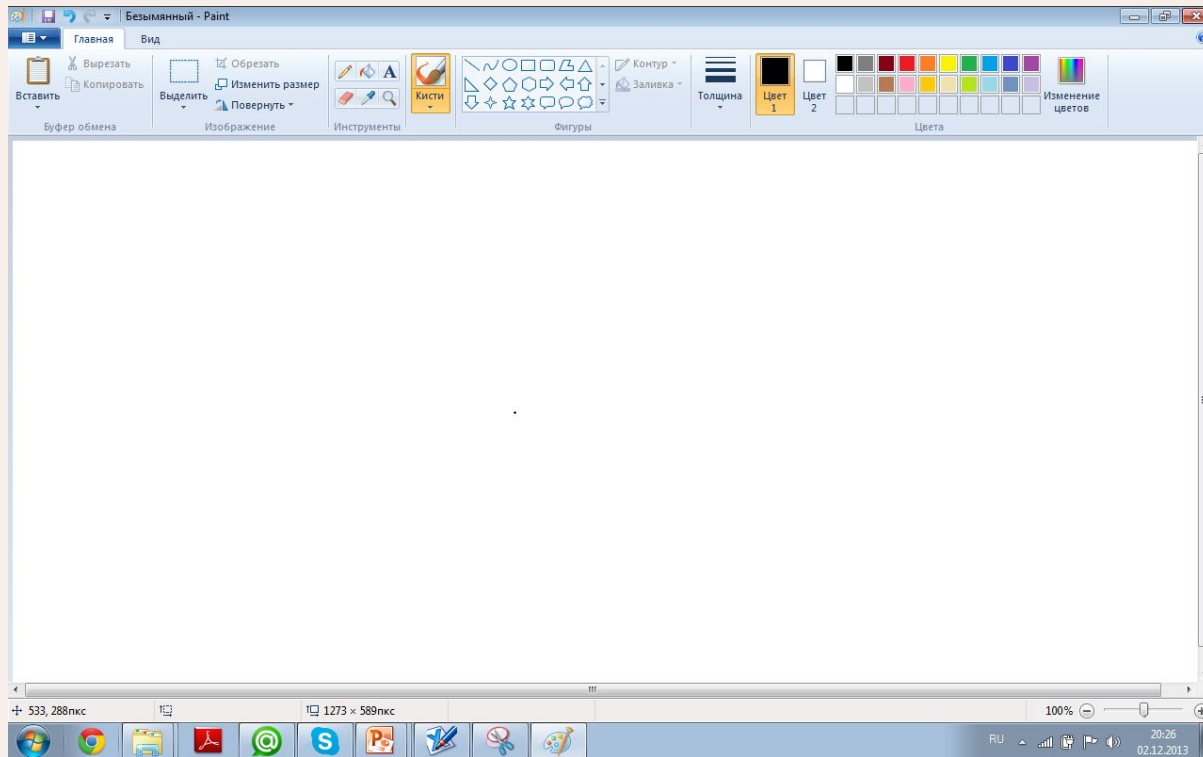 Безымянный - Paint
Главная Вид
Вставить
Вырезать
Копировать
Буфер обмена
Выделить
Обрезать
Изменить размер
Повернуть
Изображение
A
Инструменты
Кисти
Контур
Заливка
Фигуры
Толщина
Цвет
1
Цвет
2
Изменение
цветов
Цвета
533, 288пкс
1273 × 589пкс
100%
RU
20:26
02.12.2013